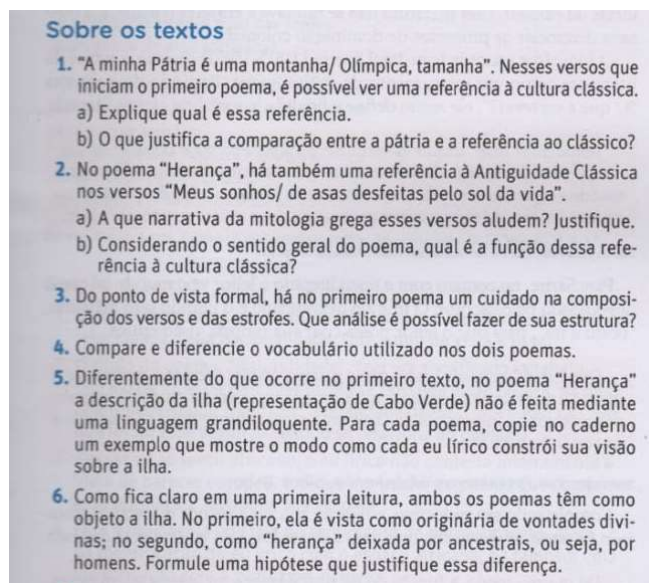 Sobre os textos
1. "A minha Pátria é uma montanha/ Olímpica, tamanha". Nesses versos que
iniciam o primeiro poema, é possível ver uma referência à cultura clássica.
a) Explique qual é essa referência.
b) O que justifica a comparação entre a pátria e a referência ao clássico?
2. No poema "Herança", há também uma referência à Antiguidade Clássica
nos versos "Meus sonhos/ de asas desfeitas pelo sol da vida".
a) A que narrativa da mitologia grega esses versos aludem? Justifique.
b) Considerando o sentido geral do poema, qual é a função dessa refe-
rência à cultura clássica?
3. Do ponto de vista formal, há no primeiro poema um cuidado na composi-
ção dos versos e das estrofes. Que análise é possível fazer de sua estrutura?
4. Compare e diferencie o vocabulário utilizado nos dois poemas.
5. Diferentemente do que ocorre no primeiro texto, no poema "Herança"
a descrição da ilha (representação de Cabo Verde) não é feita mediante
uma linguagem grandiloquente. Para cada poema, copie no caderno
um exemplo que mostre o modo como cada eu lírico constrói sua visão
sobre a ilha.
6. Como fica claro em uma primeira leitura, ambos os poemas têm como
objeto a ilha. No primeiro, ela é vista como originária de vontades divi-
nas; no segundo, como "herança" deixada por ancestrais, ou seja, por
homens. Formule uma hipótese que justifique essa diferença.